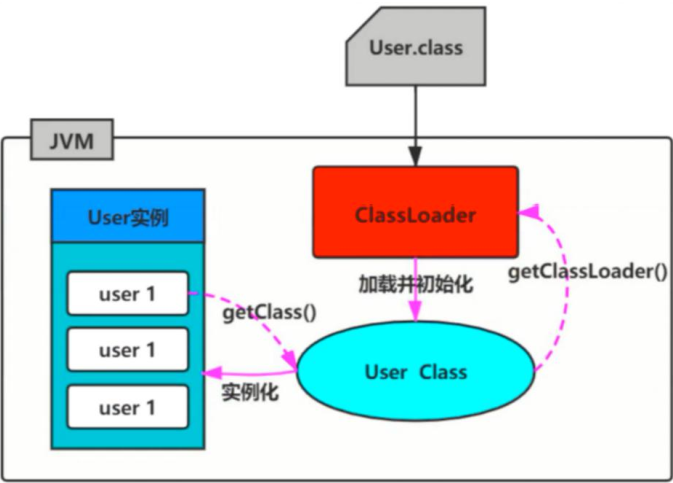 User.class
JVM
User实例
ClassLoader
加载并初始化
getClassLoader()
user 1
getClass()
user 1
User Class
实例化
user 1